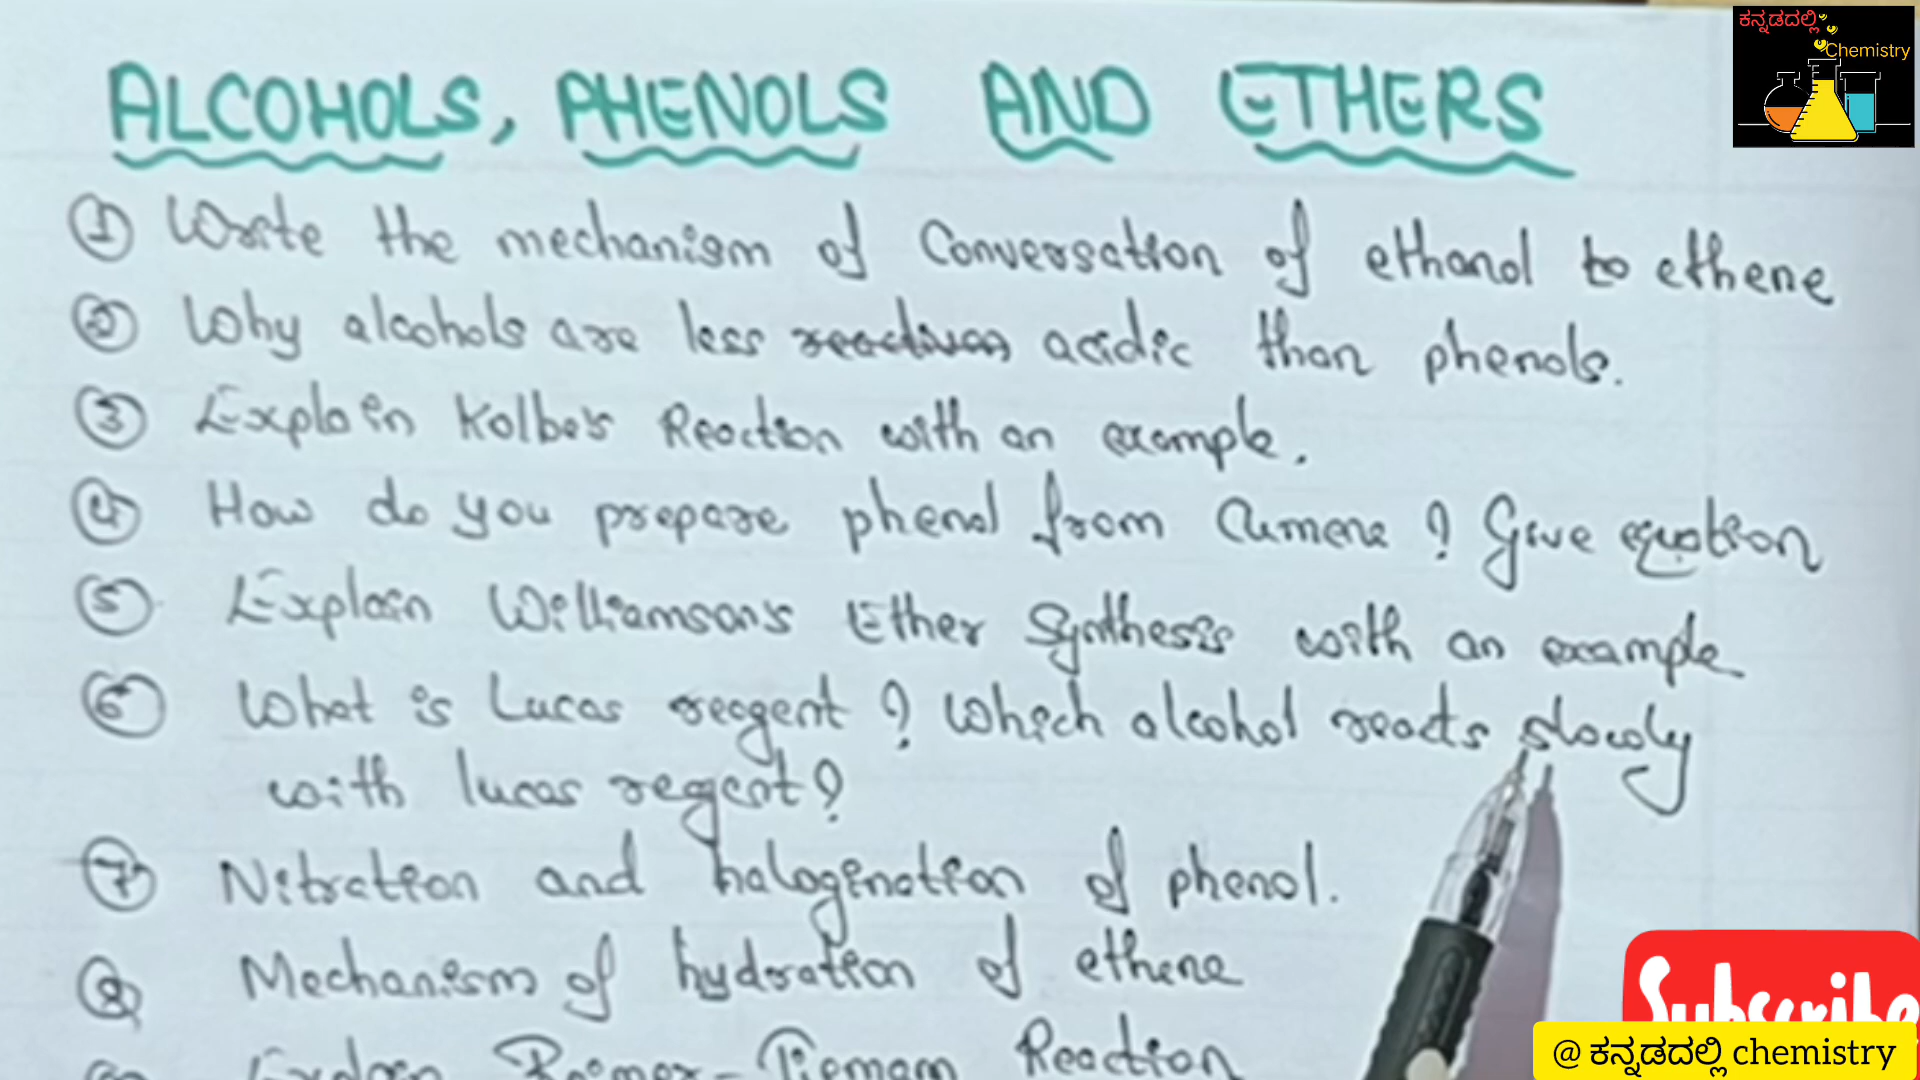 ಕನ್ನಡದಲ್ಲಿ
Chemistry
ALCOHOLS, PHENOLS AND ETHERS
① Write the mechanism of Conversation of ethanol to ethene
② Why alcohols are less acidic than phenols.
③ Explain Kolbe's Reaction with an example.
④ How do you prepare phenol from Cumene ? Give equation
⑤ Explain Williamson's Ether Synthesis with an example
⑥ What is Lucas reagent ? Which alcohol reacts slowly
with lucas regent ?
⑦ Nitration and halogenation of phenol.
⑧ Mechanism of hydration of ethene
Explain Reimer-Tiemann Reaction
Subscribe
@ ಕನ್ನಡದಲ್ಲಿ chemistry